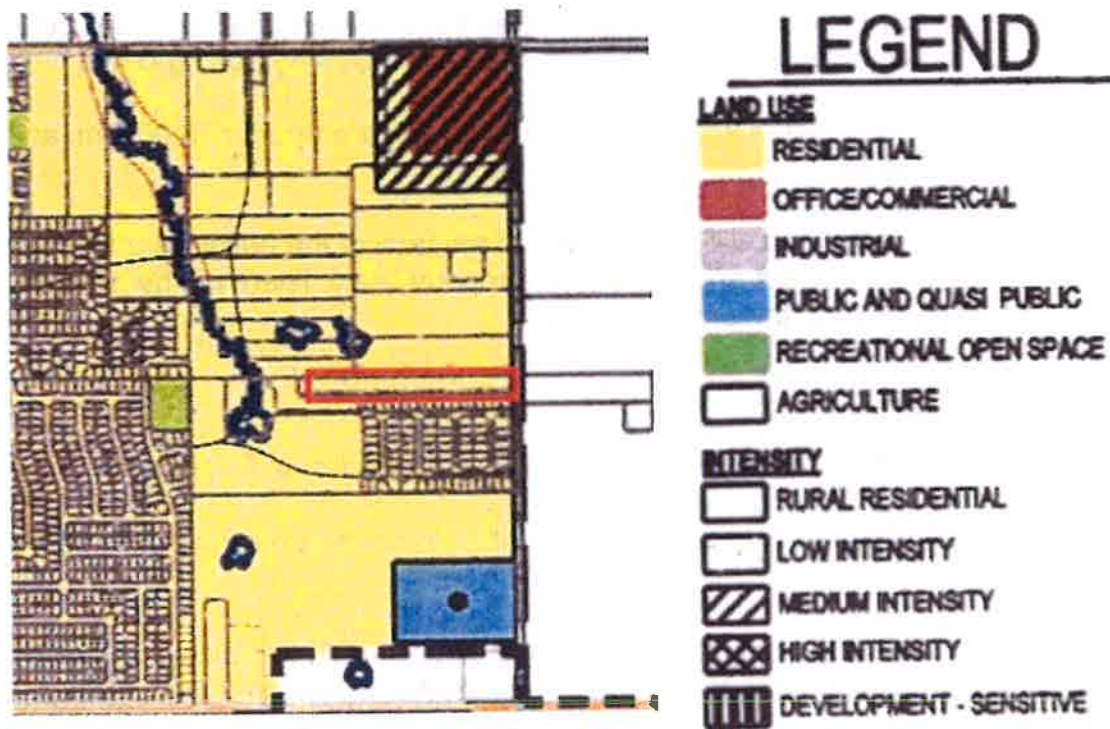 LEGEND
LAND USE
RESIDENTIAL
OFFICE/COMMERCIAL
INDUSTRIAL
PUBLIC AND QUASI PUBLIC
RECREATIONAL OPEN SPACE
AGRICULTURE
INTENSITY
RURAL RESIDENTIAL
LOW INTENSITY
MEDIUM INTENSITY
HIGH INTENSITY
DEVELOPMENT - SENSITIVE